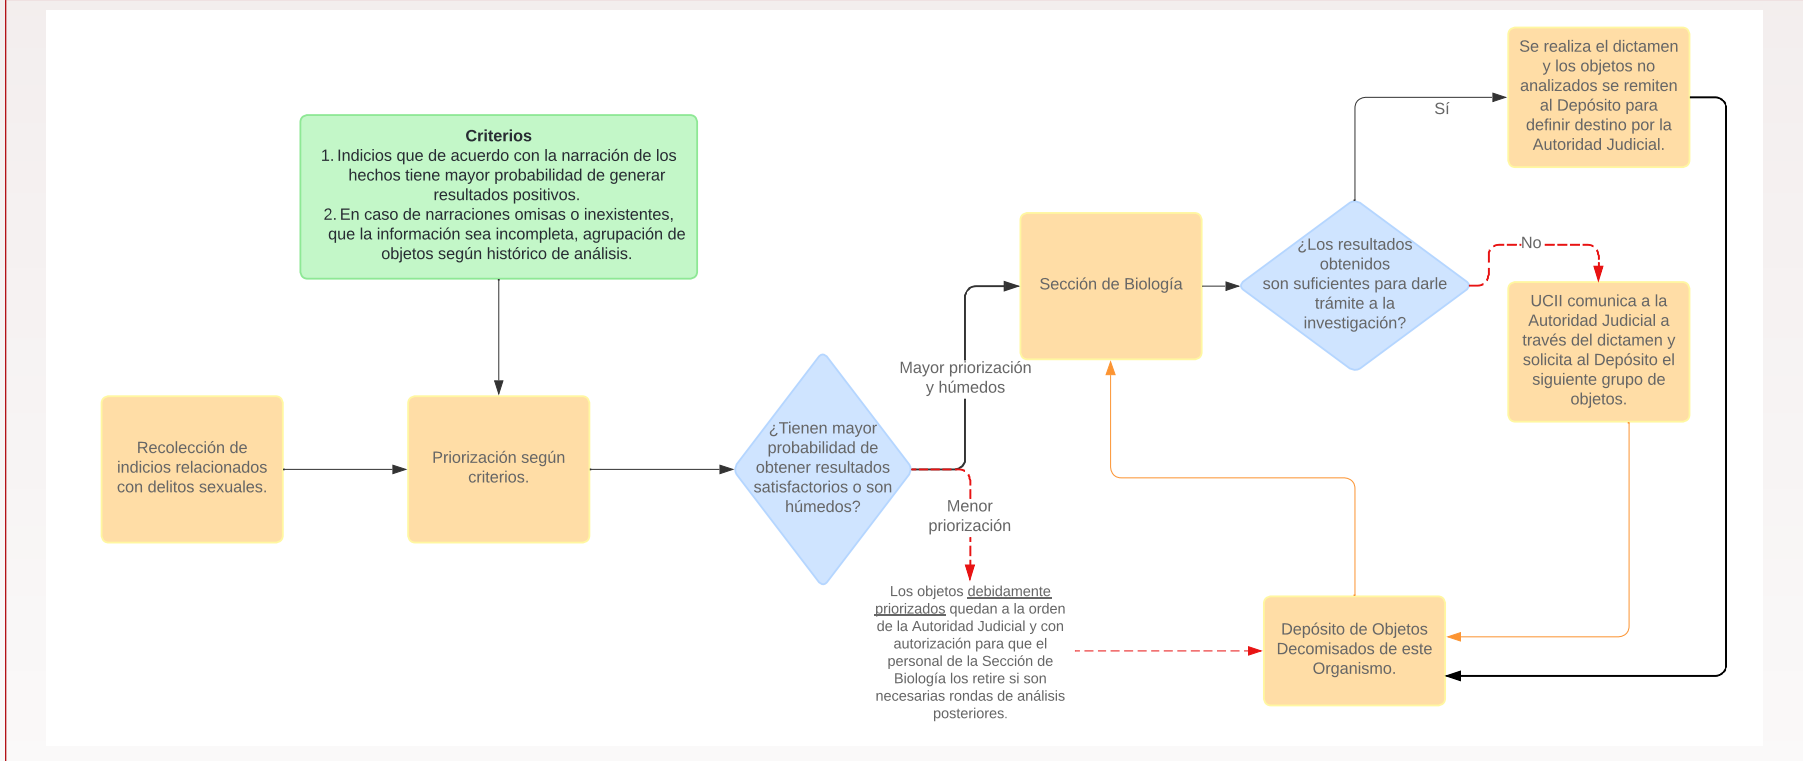 Criterios
1. Indicios que de acuerdo con la narración de los
hechos tiene mayor probabilidad de generar
resultados positivos.
2. En caso de narraciones omisas o inexistentes,
que la información sea incompleta, agrupación de
objetos según histórico de análisis.
Recolección de
indicios relacionados
con delitos sexuales.
Priorización según
criterios.
¿Tienen mayor
probabilidad de
obtener resultados
satisfactorios o son
húmedos?
Mayor priorización
y húmedos
Menor
priorización
Los objetos debidamente
priorizados quedan a la orden
de la Autoridad Judicial y con
autorización para que el
personal de la Sección de
Biología los retire si son
necesarias rondas de análisis
posteriores.
Sección de Biología
¿Los resultados
obtenidos
son suficientes para darle
trámite a la
investigación?
Sí
Se realiza el dictamen
y los objetos no
analizados se remiten
al Depósito para
definir destino por la
Autoridad Judicial.
No
UCII comunica a la
Autoridad Judicial a
través del dictamen y
solicita al Depósito el
siguiente grupo de
objetos.
Depósito de Objetos
Decomisados de este
Organismo.